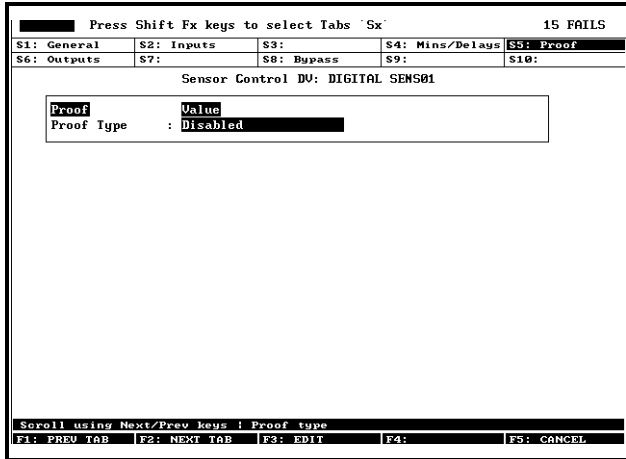 Press Shift Fx keys to select Tabs `Sx` 15 FAILS
S1: General S2: Inputs S3: S4: Mins/Delays S5: Proof
S6: Outputs S7: S8: Bypass S9: S10:
Sensor Control DV: DIGITAL SENS01
Proof Value
Proof Type : Disabled
Scroll using Next/Prev keys ¦ Proof type
F1: PREV TAB F2: NEXT TAB F3: EDIT F4: F5: CANCEL